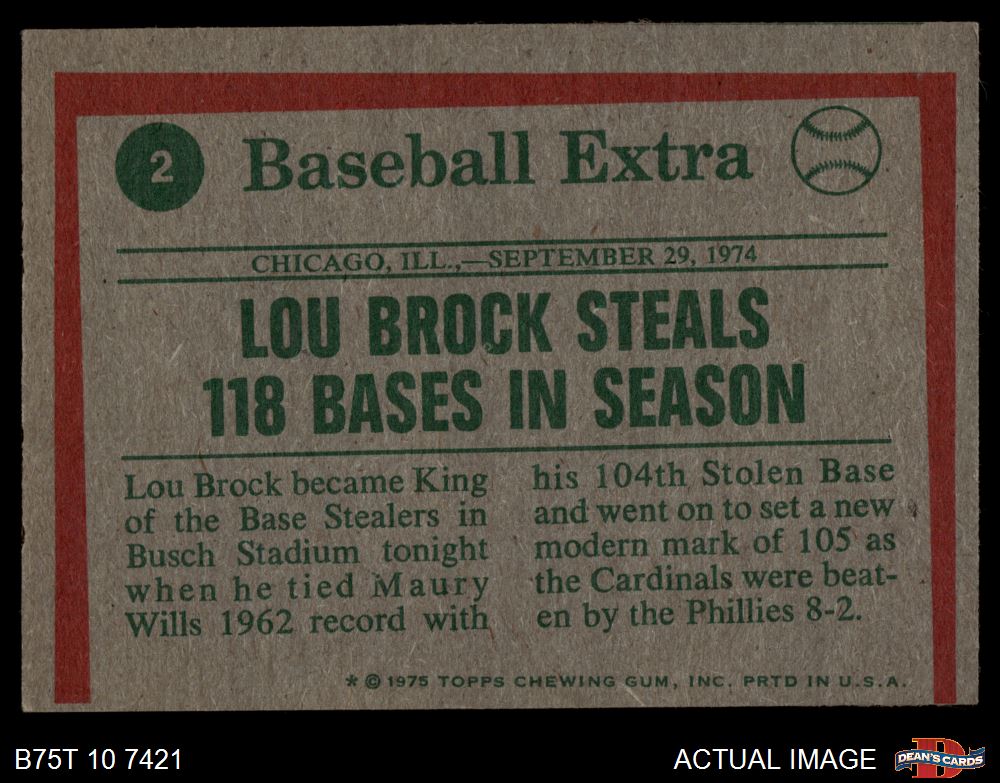 2
Baseball Extra
CHICAGO, ILL.,—SEPTEMBER 29, 1974
LOU BROCK STEALS
118 BASES IN SEASON
Lou Brock became King
of the Base Stealers in
Busch Stadium tonight
when he tied Maury
Wills 1962 record with
his 104th Stolen Base
and went on to set a new
modern mark of 105 as
the Cardinals were beat-
en by the Phillies 8-2.
* © 1975 TOPPS CHEWING GUM, INC. PRTD IN U.S.A.
B75T 10 7421
ACTUAL IMAGE
D
DEAN'S CARDS